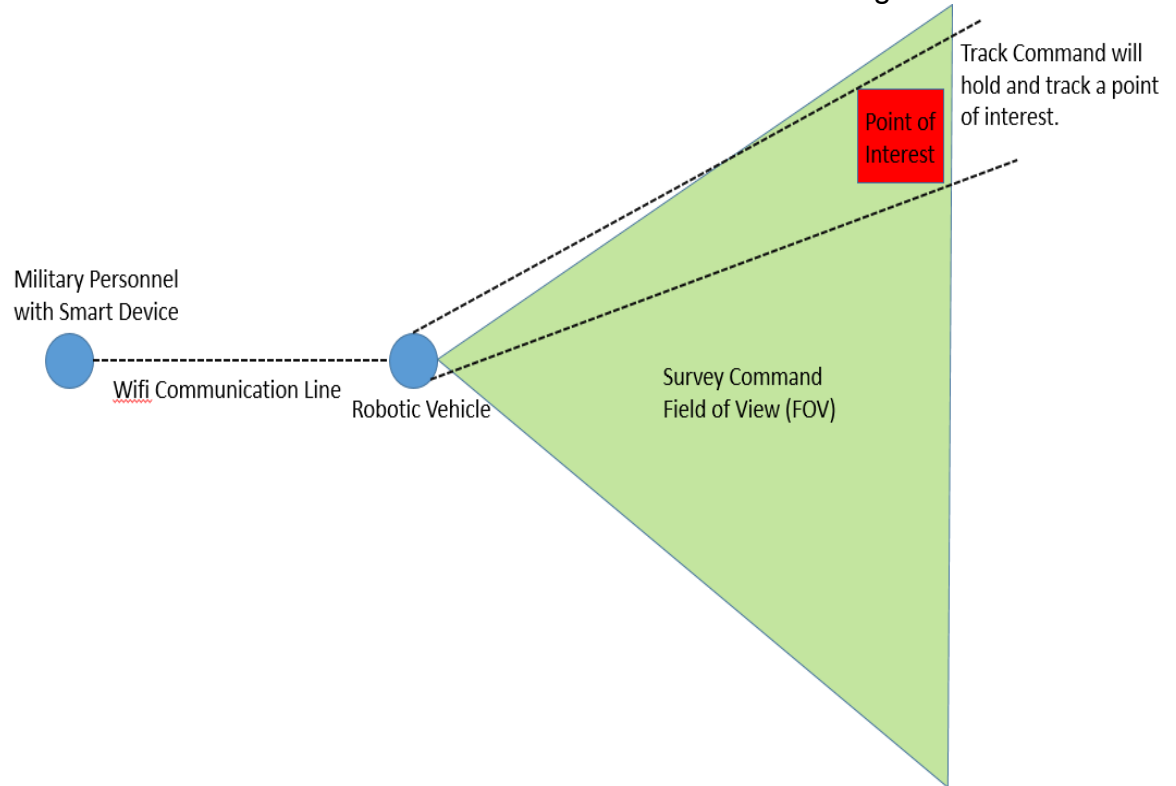 Track Command will
hold and track a point
of interest.
Point of
Interest
Military Personnel
with Smart Device
Wifi Communication Line
Robotic Vehicle
Survey Command
Field of View (FOV)